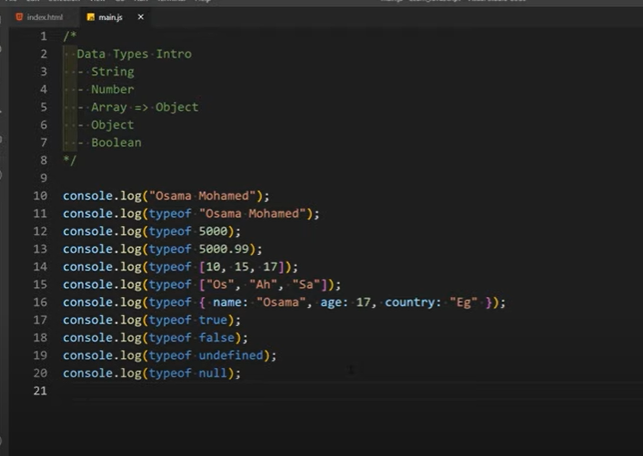 index.html
main.js
1 /*
2 Data Types Intro
3 - String
4 - Number
5 - Array => Object
6 - Object
7 - Boolean
8 */
9
10 console.log("Osama Mohamed");
11 console.log(typeof "Osama Mohamed");
12 console.log(typeof 5000);
13 console.log(typeof 5000.99);
14 console.log(typeof [10, 15, 17]);
15 console.log(typeof ["Os", "Ah", "Sa"]);
16 console.log(typeof { name: "Osama", age: 17, country: "Eg" });
17 console.log(typeof true);
18 console.log(typeof false);
19 console.log(typeof undefined);
20 console.log(typeof null);
21